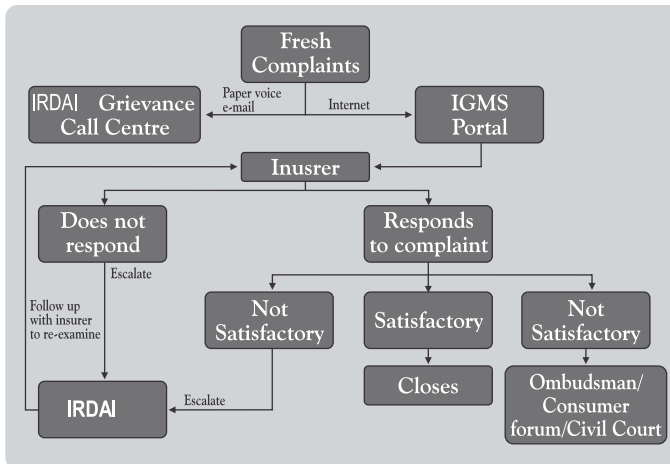 Fresh
Complaints
Paper voice
e-mail
Internet
IRDAI Grievance
Call Centre
IGMS
Portal
Inusrer
Does not
respond
Responds
to complaint
Escalate
Follow up
with insurer
to re-examine
Not
Satisfactory
Satisfactory
Not
Satisfactory
IRDAI
Escalate
Closes
Ombudsman/
Consumer
forum/Civil Court